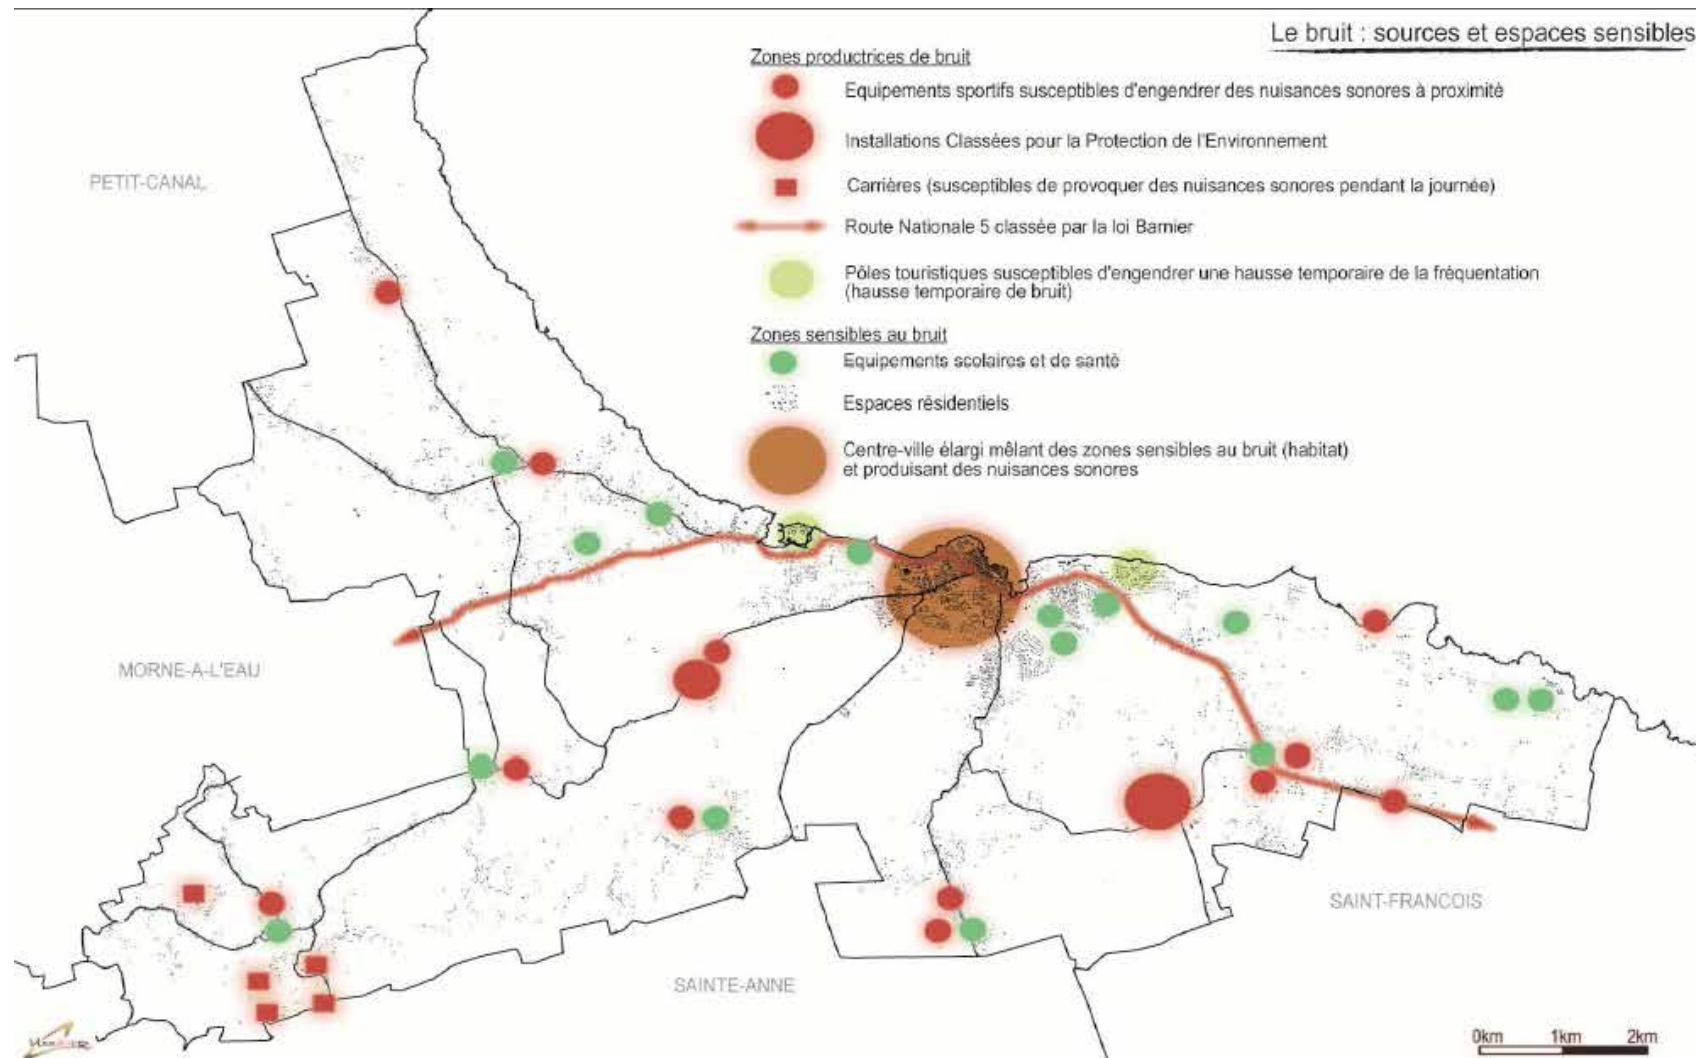 Le bruit : sources et espaces sensibles
Zones productrices de bruit
Equipements sportifs susceptibles d'engendrer des nuisances sonores à proximité
Installations Classées pour la Protection de l'Environnement
Carrières (susceptibles de provoquer des nuisances sonores pendant la journée)
Route Nationale 5 classée par la loi Barnier
Pôles touristiques susceptibles d'engendrer une hausse temporaire de la fréquentation
(hausse temporaire de bruit)
Zones sensibles au bruit
Equipements scolaires et de santé
Espaces résidentiels
Centre-ville élargi mêlant des zones sensibles au bruit (habitat)
et produisant des nuisances sonores
PETIT-CANAL
MORNE-A-L'EAU
SAINT-FRANCOIS
SAINTE-ANNE
0km 1km 2km